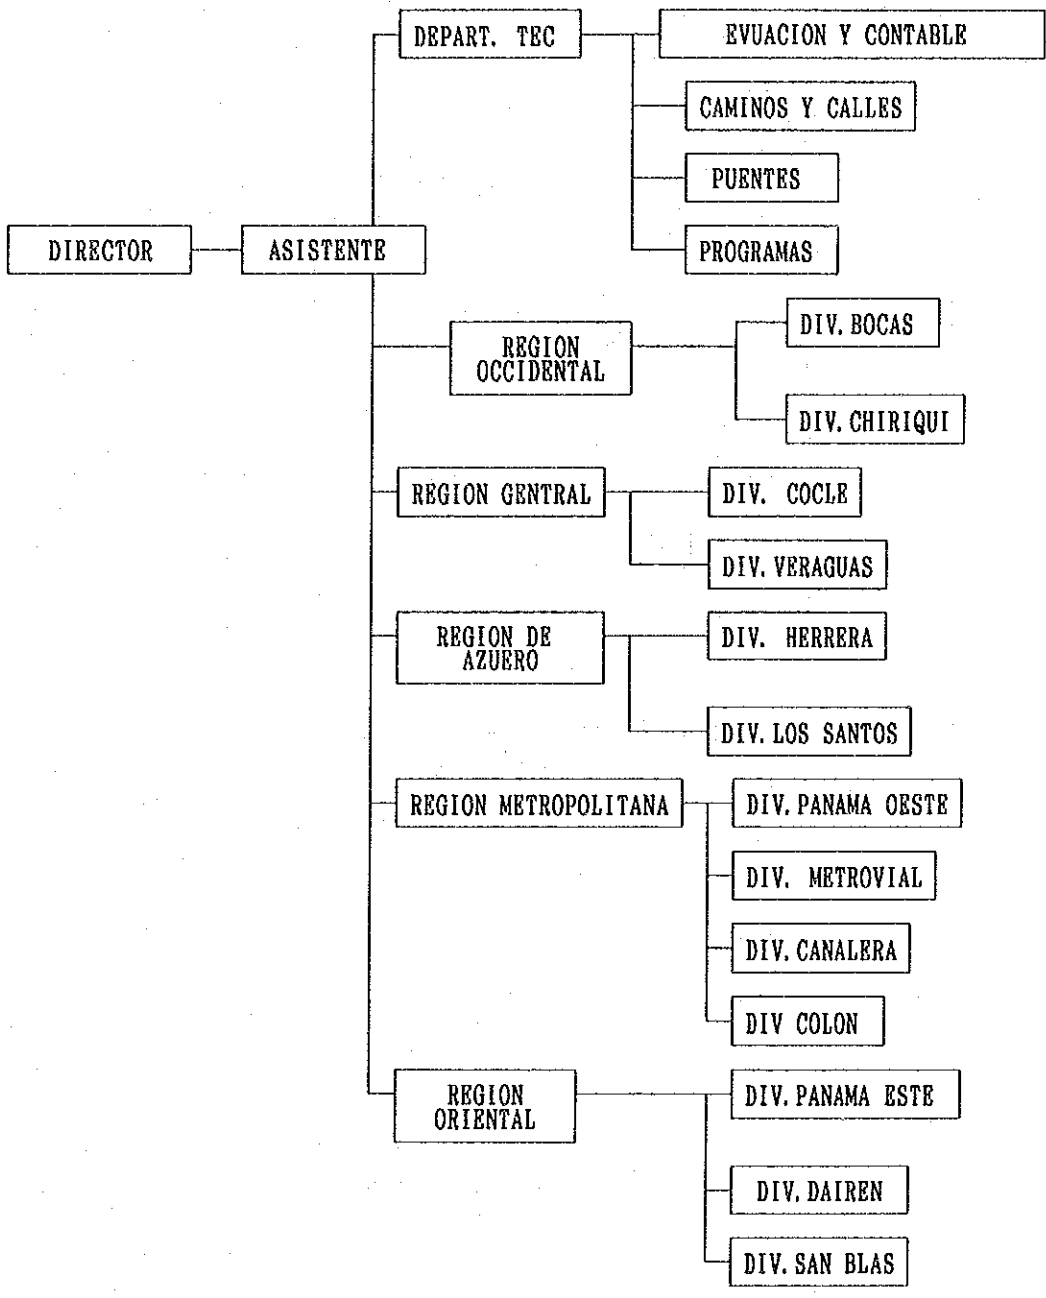 DEPART. TEC
EVUACION Y CONTABLE
CAMINOS Y CALLES
PUENTES
DIRECTOR
ASISTENTE
PROGRAMAS
REGION
OCCIDENTAL
DIV. BOCAS
DIV. CHIRIQUI
REGION GENTRAL
DIV. COCLE
DIV. VERAGUAS
REGION DE
AZUERO
DIV. HERRERA
DIV. LOS SANTOS
REGION METROPOLITANA
DIV. PANAMA OESTE
DIV. METROVIAL
DIV. CANALERA
DIV COLON
REGION
ORIENTAL
DIV. PANAMA ESTE
DIV. DAIREN
DIV. SAN BLAS